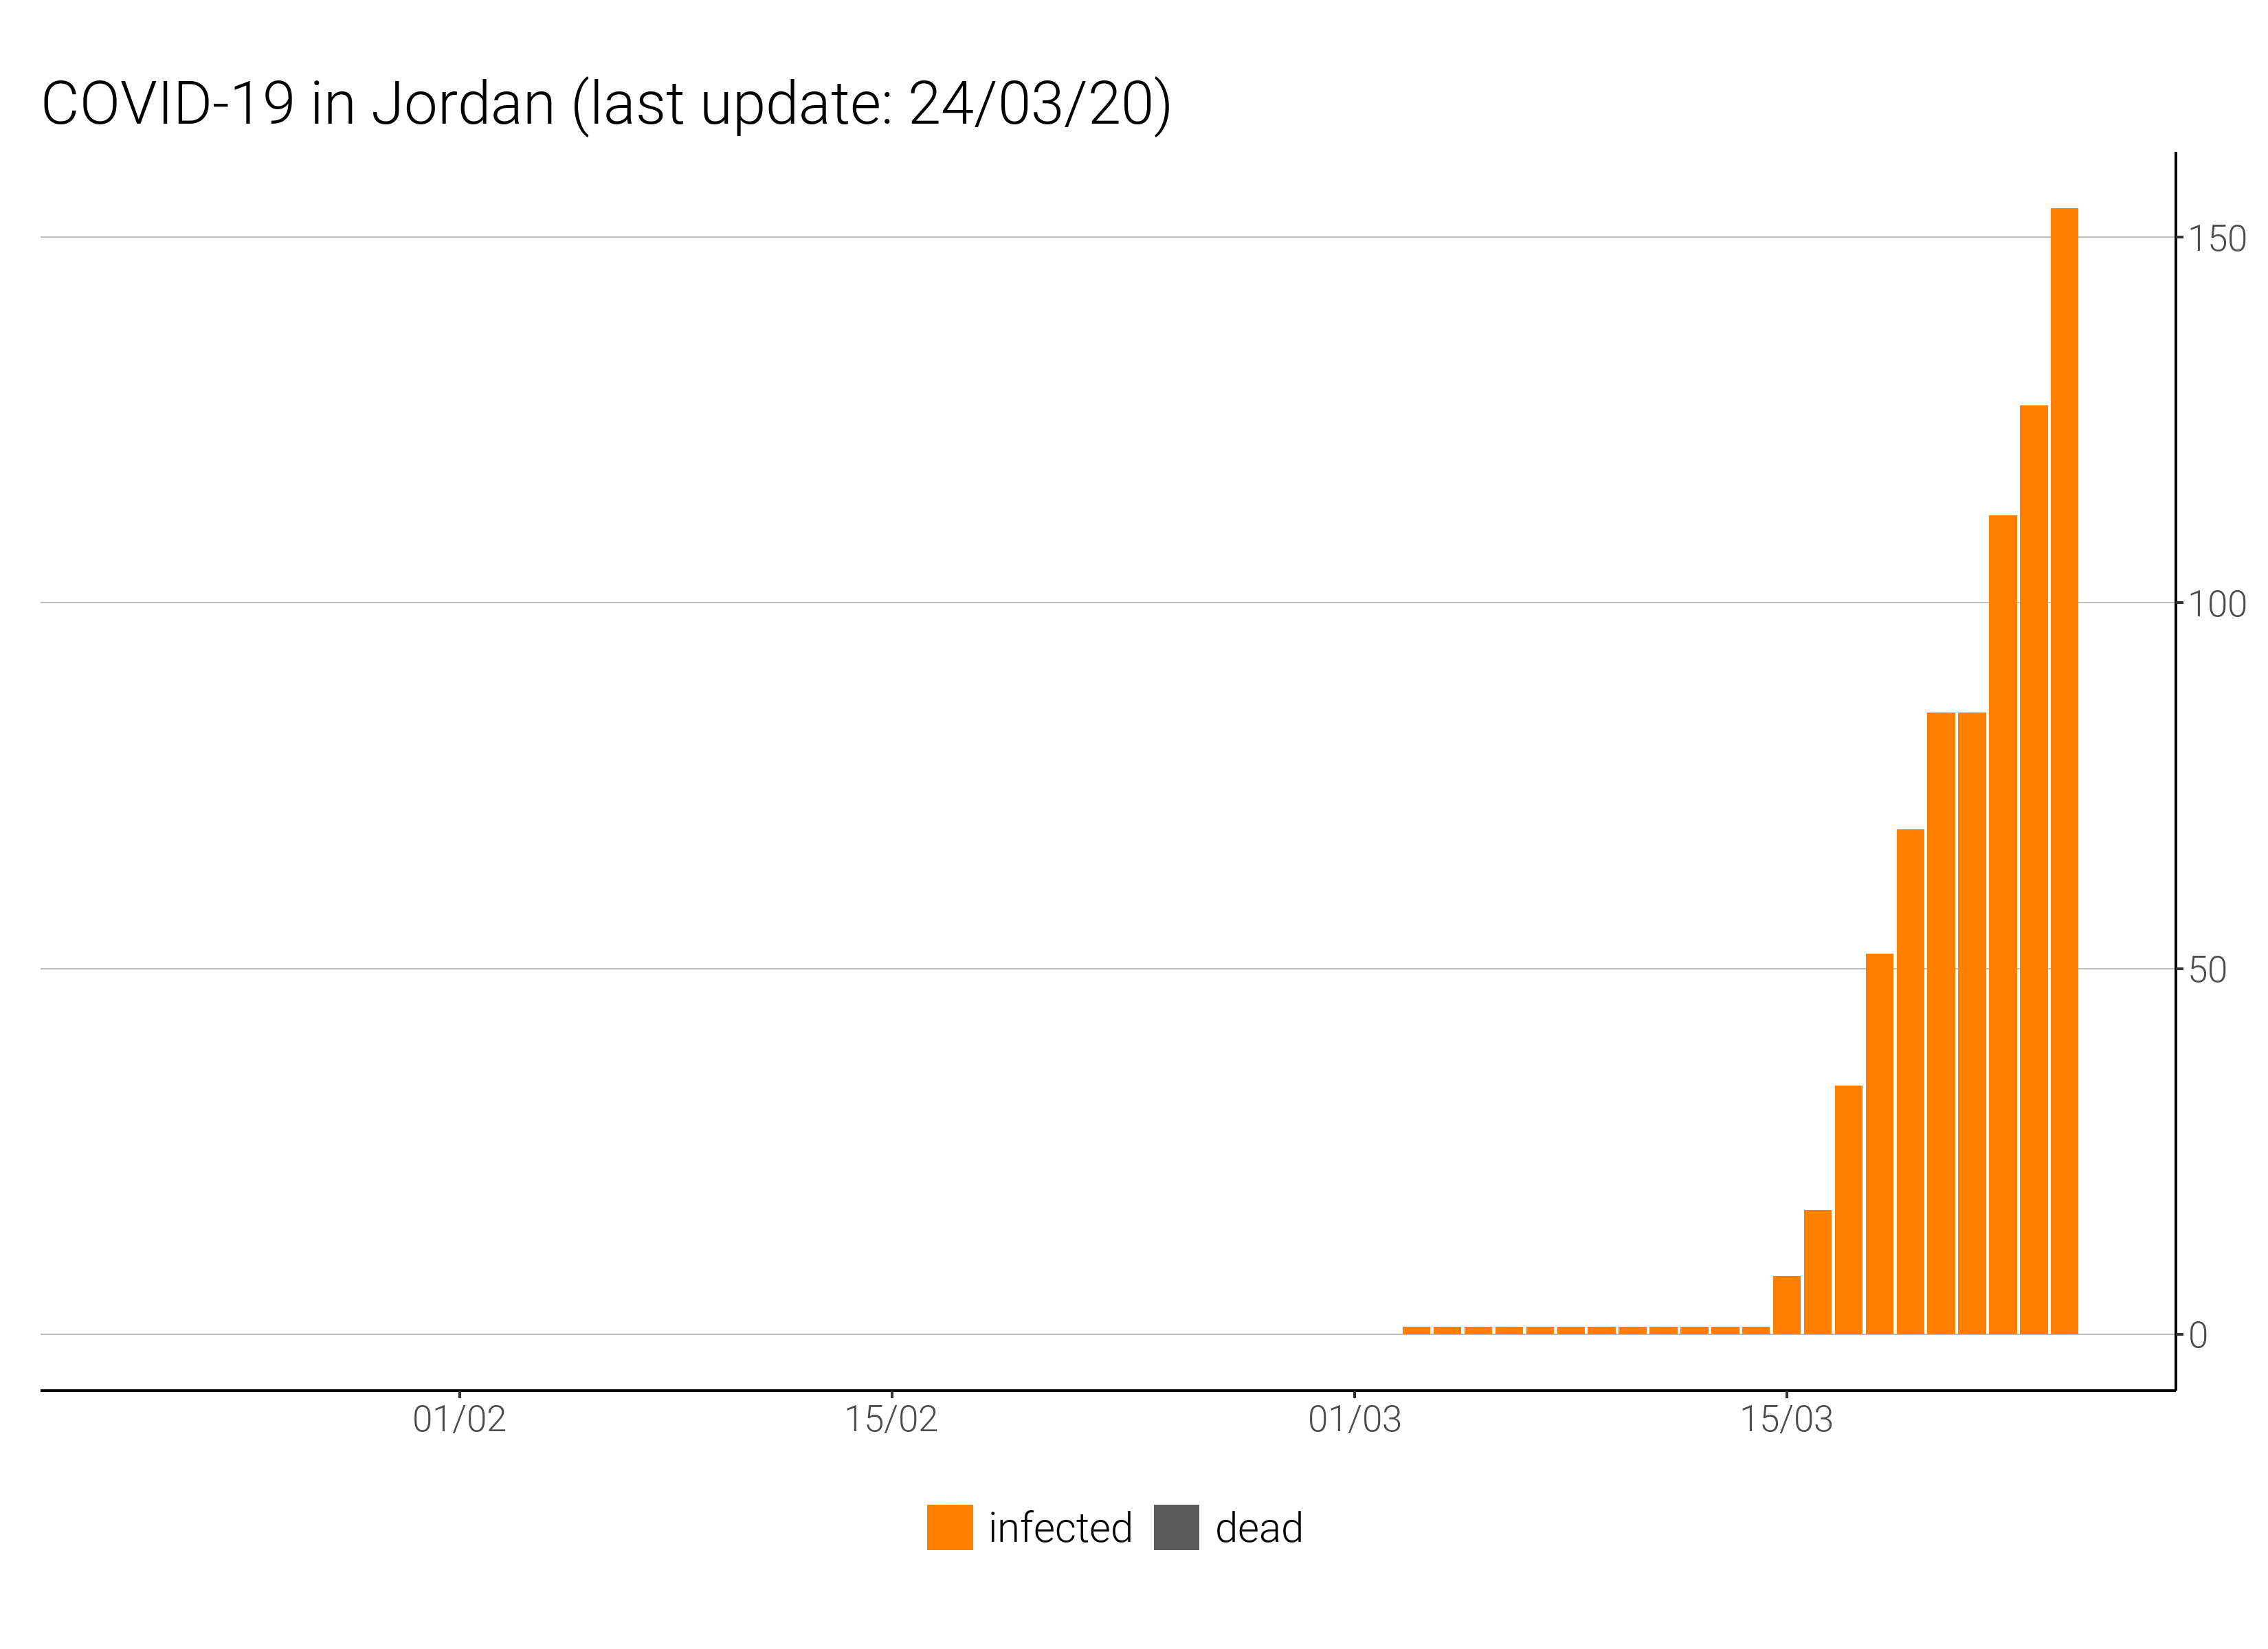 COVID-19 in Jordan (last update: 24/03/20)
150
100
50
0
01/02 15/02 01/03 15/03
infected dead